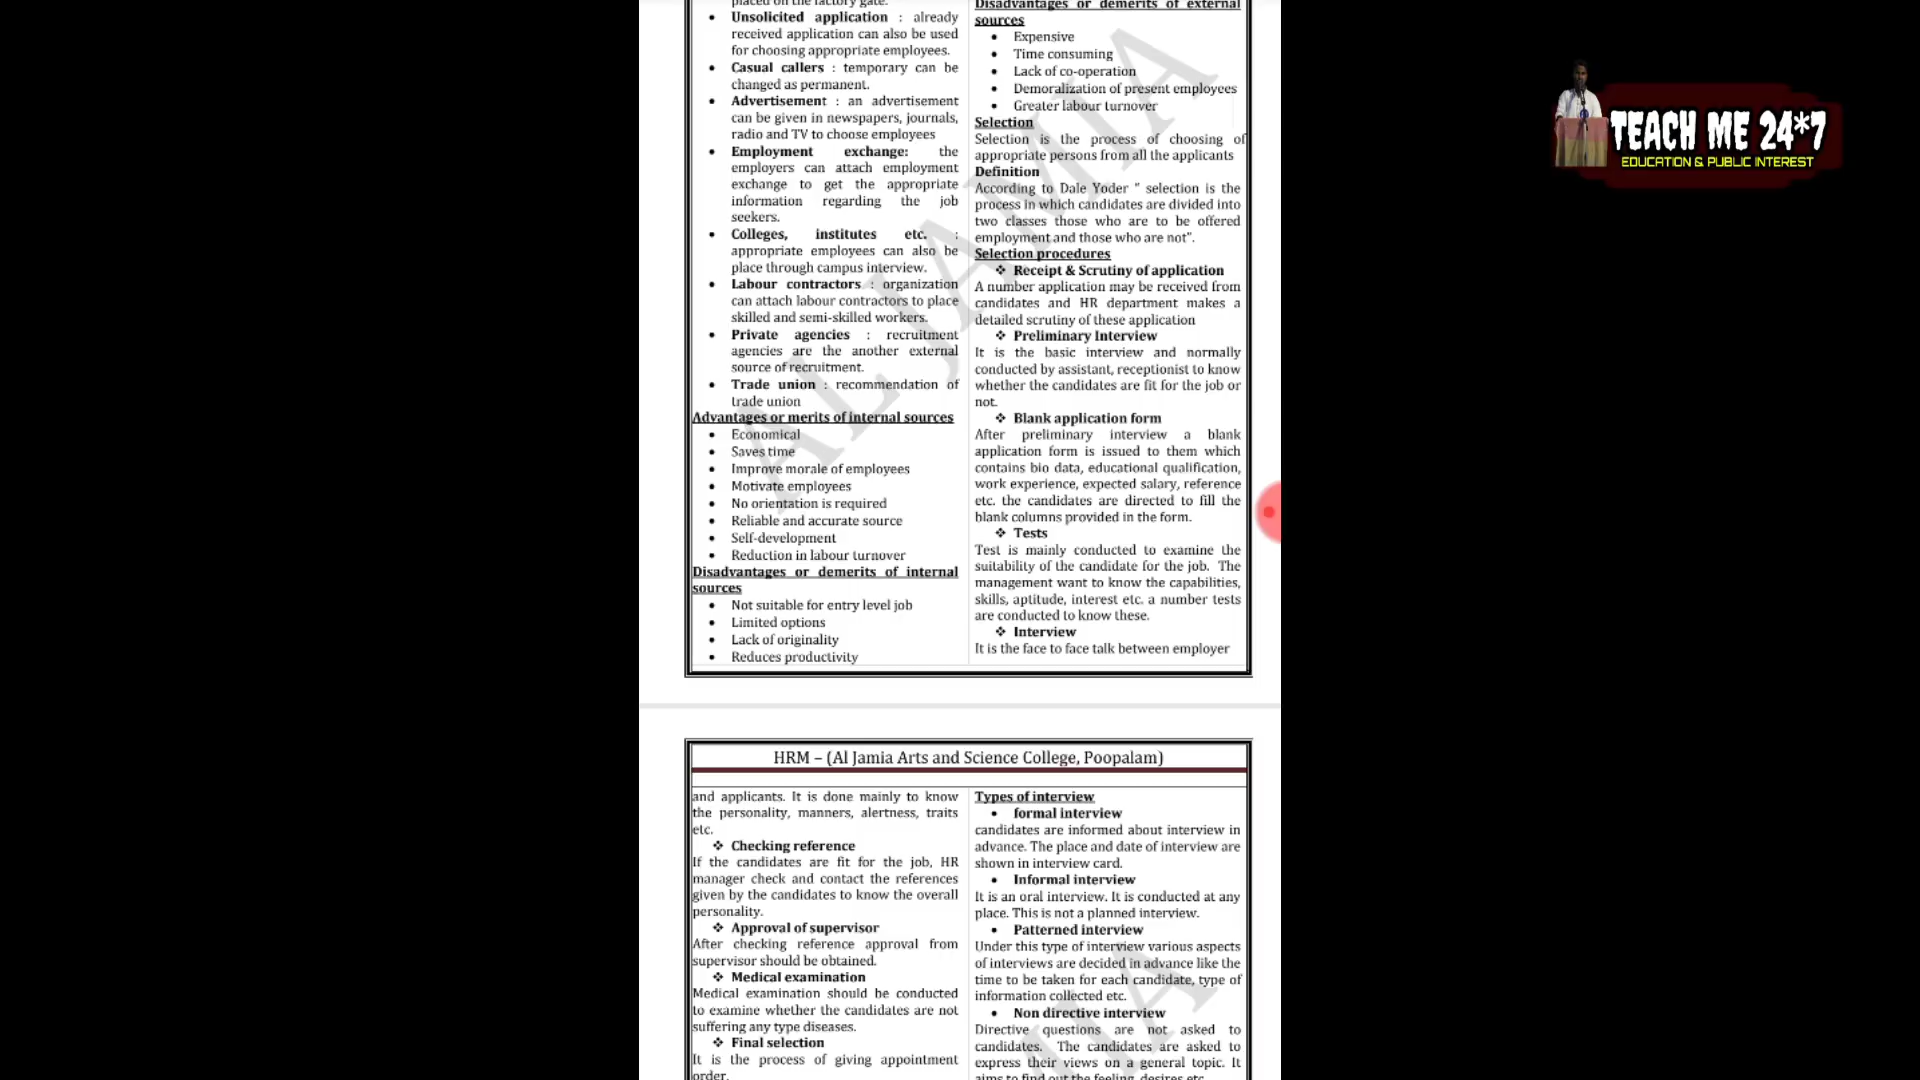 placed on the factory gate.
• Unsolicited application : already
received application can also be used
for choosing appropriate employees.
• Casual callers : temporary can be
changed as permanent.
• Advertisement : an advertisement
can be given in newspapers, journals,
radio and TV to choose employees
• Employment exchange: the
employers can attach employment
exchange to get the appropriate
information regarding the job
seekers.
• Colleges, institutes etc. :
appropriate employees can also be
place through campus interview.
• Labour contractors : organization
can attach labour contractors to place
skilled and semi-skilled workers.
• Private agencies : recruitment
agencies are the another external
source of recruitment.
• Trade union : recommendation of
trade union
Advantages or merits of internal sources
• Economical
• Saves time
• Improve morale of employees
• Motivate employees
• No orientation is required
• Reliable and accurate source
• Self-development
• Reduction in labour turnover
Disadvantages or demerits of internal
sources
• Not suitable for entry level job
• Limited options
• Lack of originality
• Reduces productivity
Disadvantages or demerits of external
sources
• Expensive
• Time consuming
• Lack of co-operation
• Demoralization of present employees
• Greater labour turnover
Selection
Selection is the process of choosing of
appropriate persons from all the applicants
Definition
According to Dale Yoder " selection is the
process in which candidates are divided into
two classes those who are to be offered
employment and those who are not".
Selection procedures
❖ Receipt & Scrutiny of application
A number application may be received from
candidates and HR department makes a
detailed scrutiny of these application
❖ Preliminary Interview
It is the basic interview and normally
conducted by assistant, receptionist to know
whether the candidates are fit for the job or
not.
❖ Blank application form
After preliminary interview a blank
application form is issued to them which
contains bio data, educational qualification,
work experience, expected salary, reference
etc. the candidates are directed to fill the
blank columns provided in the form.
❖ Tests
Test is mainly conducted to examine the
suitability of the candidate for the job. The
management want to know the capabilities,
skills, aptitude, interest etc. a number tests
are conducted to know these.
❖ Interview
It is the face to face talk between employer
AL JAMIA
HRM – (Al Jamia Arts and Science College, Poopalam)
and applicants. It is done mainly to know
the personality, manners, alertness, traits
etc.
❖ Checking reference
If the candidates are fit for the job, HR
manager check and contact the references
given by the candidates to know the overall
personality.
❖ Approval of supervisor
After checking reference approval from
supervisor should be obtained.
❖ Medical examination
Medical examination should be conducted
to examine whether the candidates are not
suffering any type diseases.
❖ Final selection
It is the process of giving appointment
order.
Types of interview
• formal interview
candidates are informed about interview in
advance. The place and date of interview are
shown in interview card.
• Informal interview
It is an oral interview. It is conducted at any
place. This is not a planned interview.
• Patterned interview
Under this type of interview various aspects
of interviews are decided in advance like the
time to be taken for each candidate, type of
information collected etc.
• Non directive interview
Directive questions are not asked to
candidates. The candidates are asked to
express their views on a general topic. It
aims to find out the feeling, desires etc
TEACH ME 24*7
EDUCATION & PUBLIC INTEREST